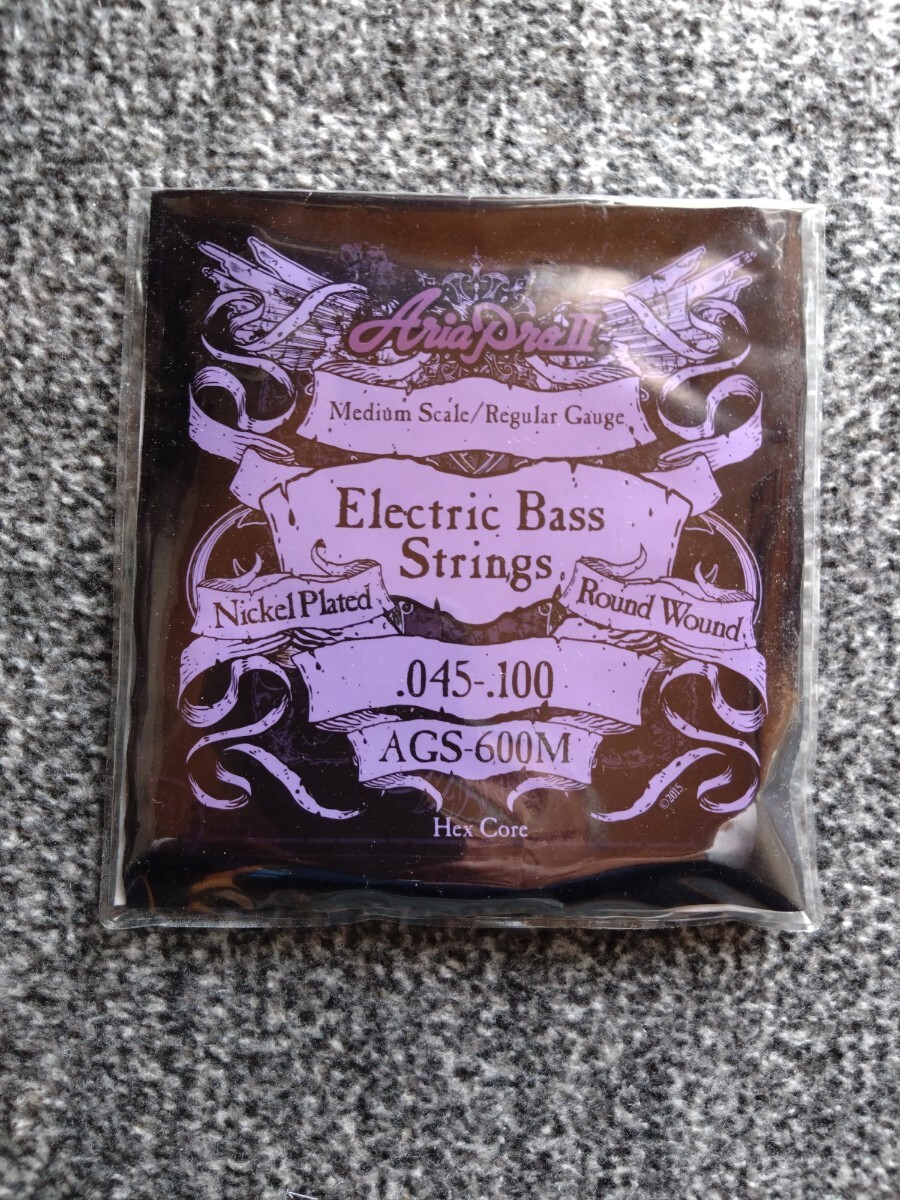 Aria Pro II
Medium Scale/Regular Gauge
Electric Bass
Strings
Nickel Plated
Round Wound
.045-.100
AGS-600M
©2015
Hex Core